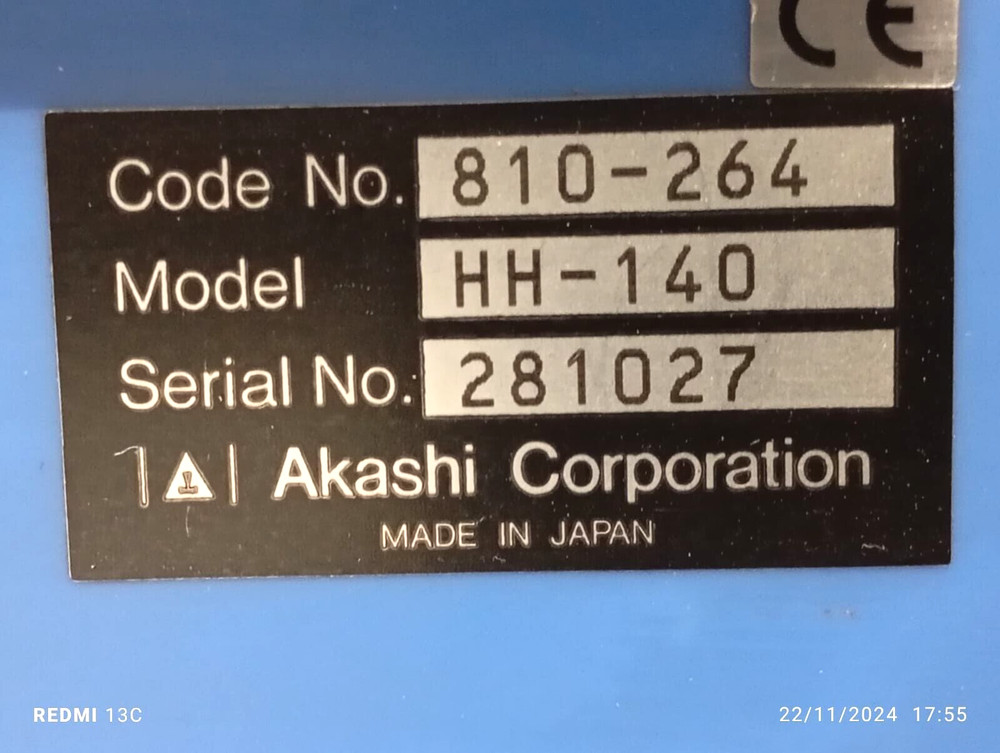 CE
Code No. 810-264
Model HH-140
Serial No. 281027
Akashi Corporation
MADE IN JAPAN
REDMI 13C
22/11/2024 17:55